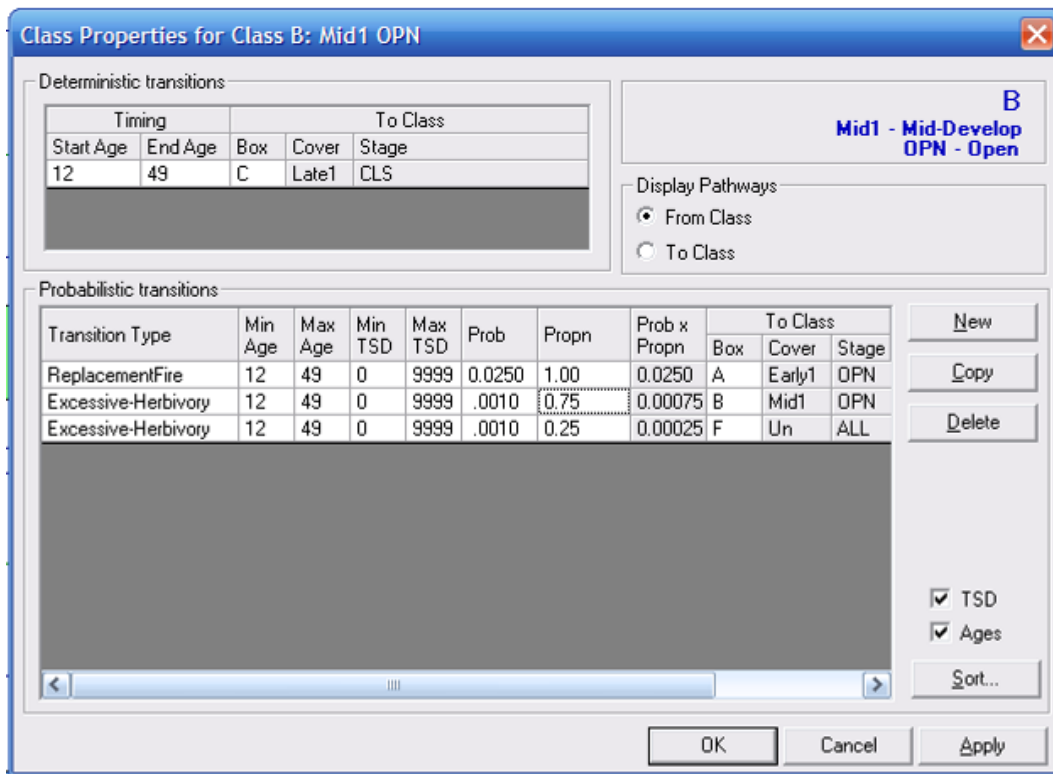 Class Properties for Class B: Mid1 OPN
Deterministic transitions
Timing To Class
Start Age End Age Box Cover Stage
12 49 C Late1 CLS
B
Mid1 - Mid-Develop
OPN - Open
Display Pathways
From Class
To Class
Probabilistic transitions
Transition Type Min Age Max Age Min TSD Max TSD Prob Propn Prob x Propn To Class
Box Cover Stage
ReplacementFire 12 49 0 9999 0.0250 1.00 0.0250 A Early1 OPN
Excessive-Herbivory 12 49 0 9999 .0010 0.75 0.00075 B Mid1 OPN
Excessive-Herbivory 12 49 0 9999 .0010 0.25 0.00025 F Un ALL
New
Copy
Delete
TSD
Ages
Sort...
OK Cancel Apply